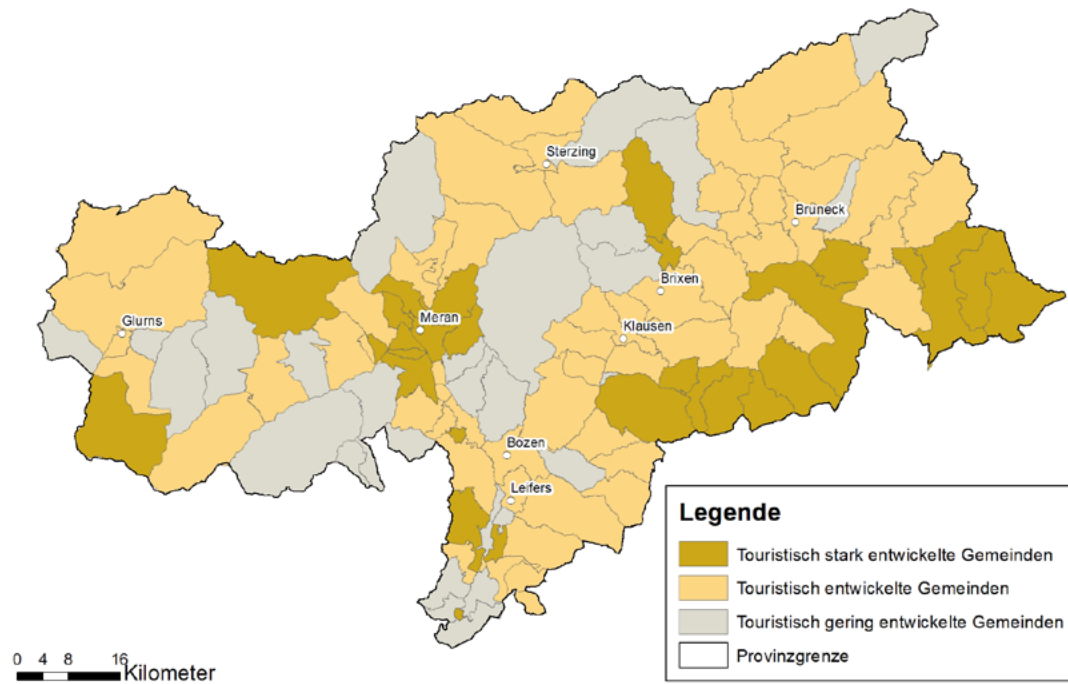 Sterzing
Bruneck
Brixen
Glurns
Meran
Klausen
Bozen
Leifers
Legende
Touristisch stark entwickelte Gemeinden
Touristisch entwickelte Gemeinden
Touristisch gering entwickelte Gemeinden
Provinzgrenze
0 4 8 16
Kilometer